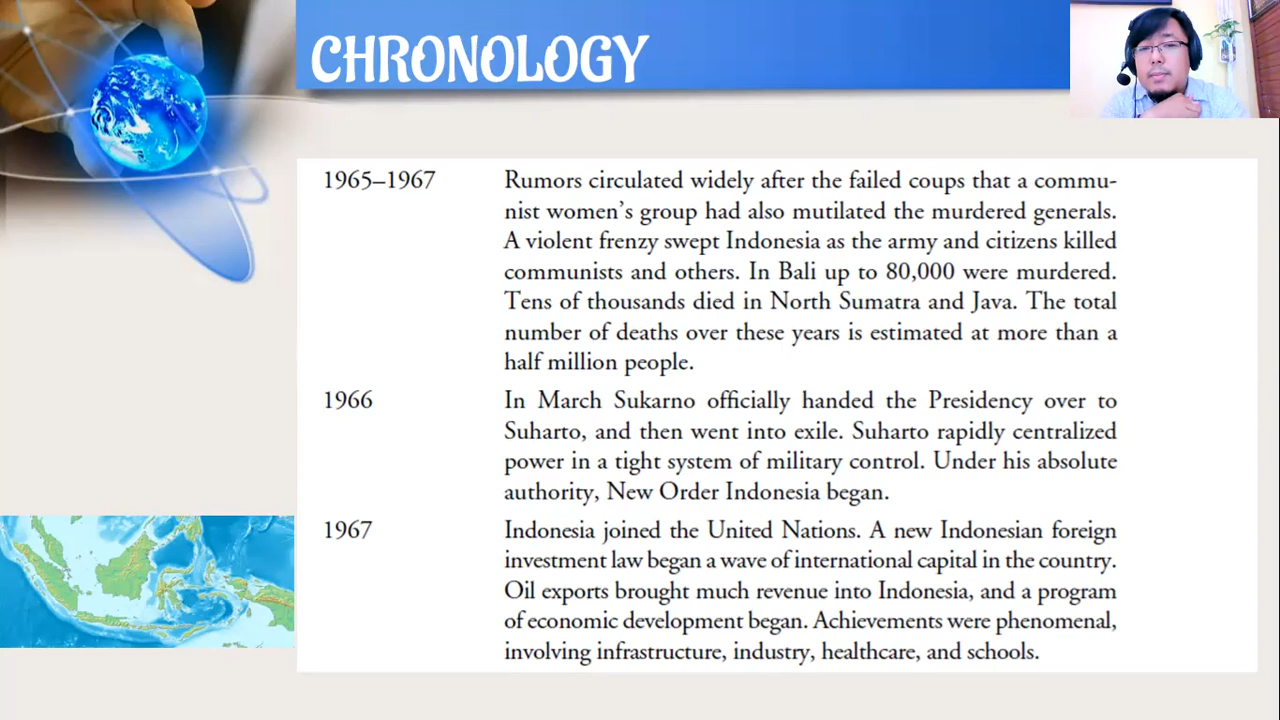 CHRONOLOGY
1965–1967 Rumors circulated widely after the failed coups that a commu-
nist women's group had also mutilated the murdered generals.
A violent frenzy swept Indonesia as the army and citizens killed
communists and others. In Bali up to 80,000 were murdered.
Tens of thousands died in North Sumatra and Java. The total
number of deaths over these years is estimated at more than a
half million people.
1966 In March Sukarno officially handed the Presidency over to
Suharto, and then went into exile. Suharto rapidly centralized
power in a tight system of military control. Under his absolute
authority, New Order Indonesia began.
1967 Indonesia joined the United Nations. A new Indonesian foreign
investment law began a wave of international capital in the country.
Oil exports brought much revenue into Indonesia, and a program
of economic development began. Achievements were phenomenal,
involving infrastructure, industry, healthcare, and schools.